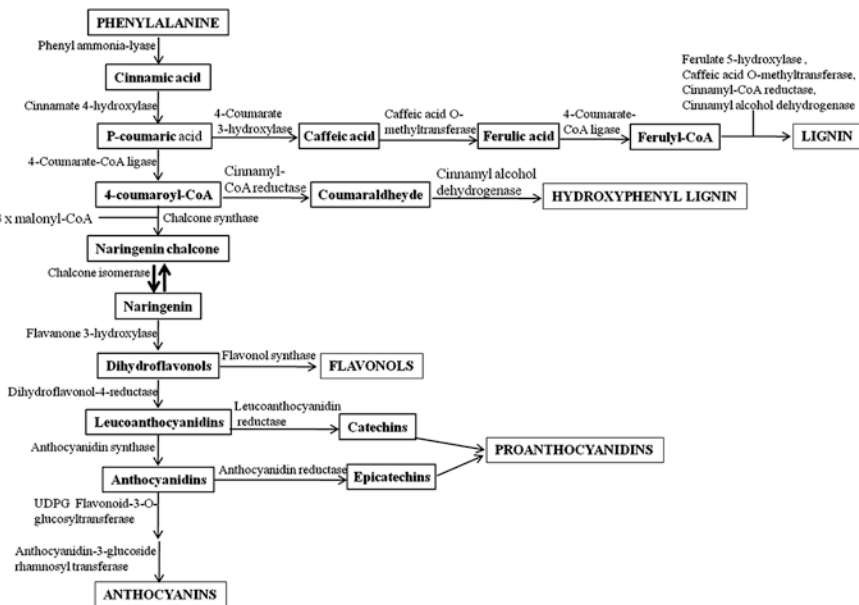 PHENYLALANINE
Phenyl ammonia-lyase
Cinnamic acid
Cinnamate 4-hydroxylase
P-coumaric acid
4-Coumarate
3-hydroxylase
Caffeic acid
Caffeic acid O-
methyltransferase
Ferulic acid
4-Coumarate-
CoA ligase
Ferulyl-CoA
Ferulate 5-hydroxylase ,
Caffeic acid O-methyltransferase,
Cinnamyl-CoA reductase,
Cinnamyl alcohol dehydrogenase
LIGNIN
4-Coumarate-CoA ligase
4-coumaroyl-CoA
Cinnamyl-
CoA reductase
Coumaraldheyde
Cinnamyl alcohol
dehydrogenase
HYDROXYPHENYL LIGNIN
x malonyl-CoA
Chalcone synthase
Naringenin chalcone
Chalcone isomerase
Naringenin
Flavanone 3-hydroxylase
Dihydroflavonols
Flavonol synthase
FLAVONOLS
Dihydroflavonol-4-reductase
Leucoanthocyanidins
Leucoanthocyanidin
reductase
Catechins
PROANTHOCYANIDINS
Anthocyanidin synthase
Anthocyanidins
Anthocyanidin reductase
Epicatechins
UDPG Flavonoid-3-O-
glucosyltransferase
Anthocyanidin-3-glucoside
rhamnosyl transferase
ANTHOCYANINS